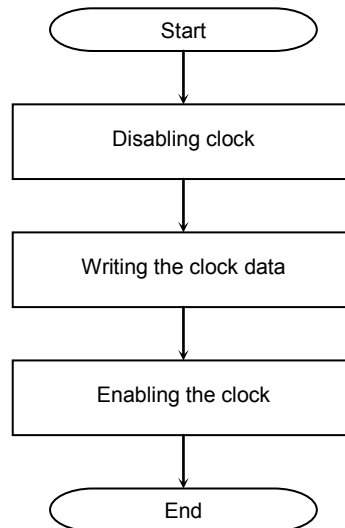 Start
Disabling clock
Writing the clock data
Enabling the clock
End